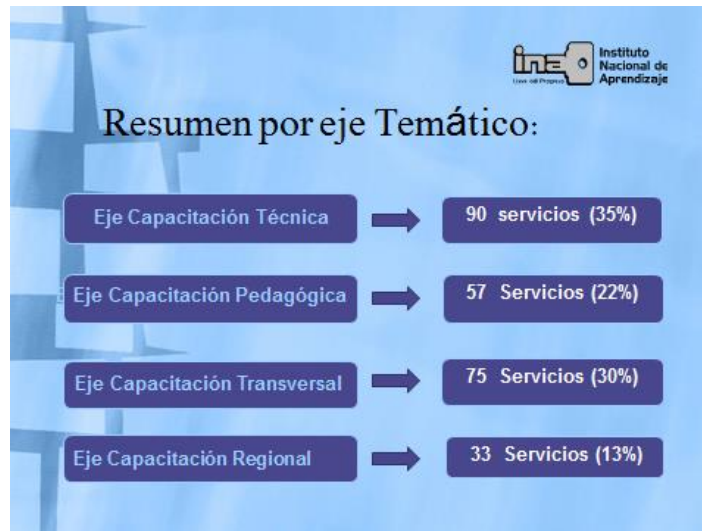 ina
Instituto
Nacional de
Aprendizaje
Resumen por eje Temático:
Eje Capacitación Técnica
90 servicios (35%)
Eje Capacitación Pedagógica
57 Servicios (22%)
Eje Capacitación Transversal
75 Servicios (30%)
Eje Capacitación Regional
33 Servicios (13%)